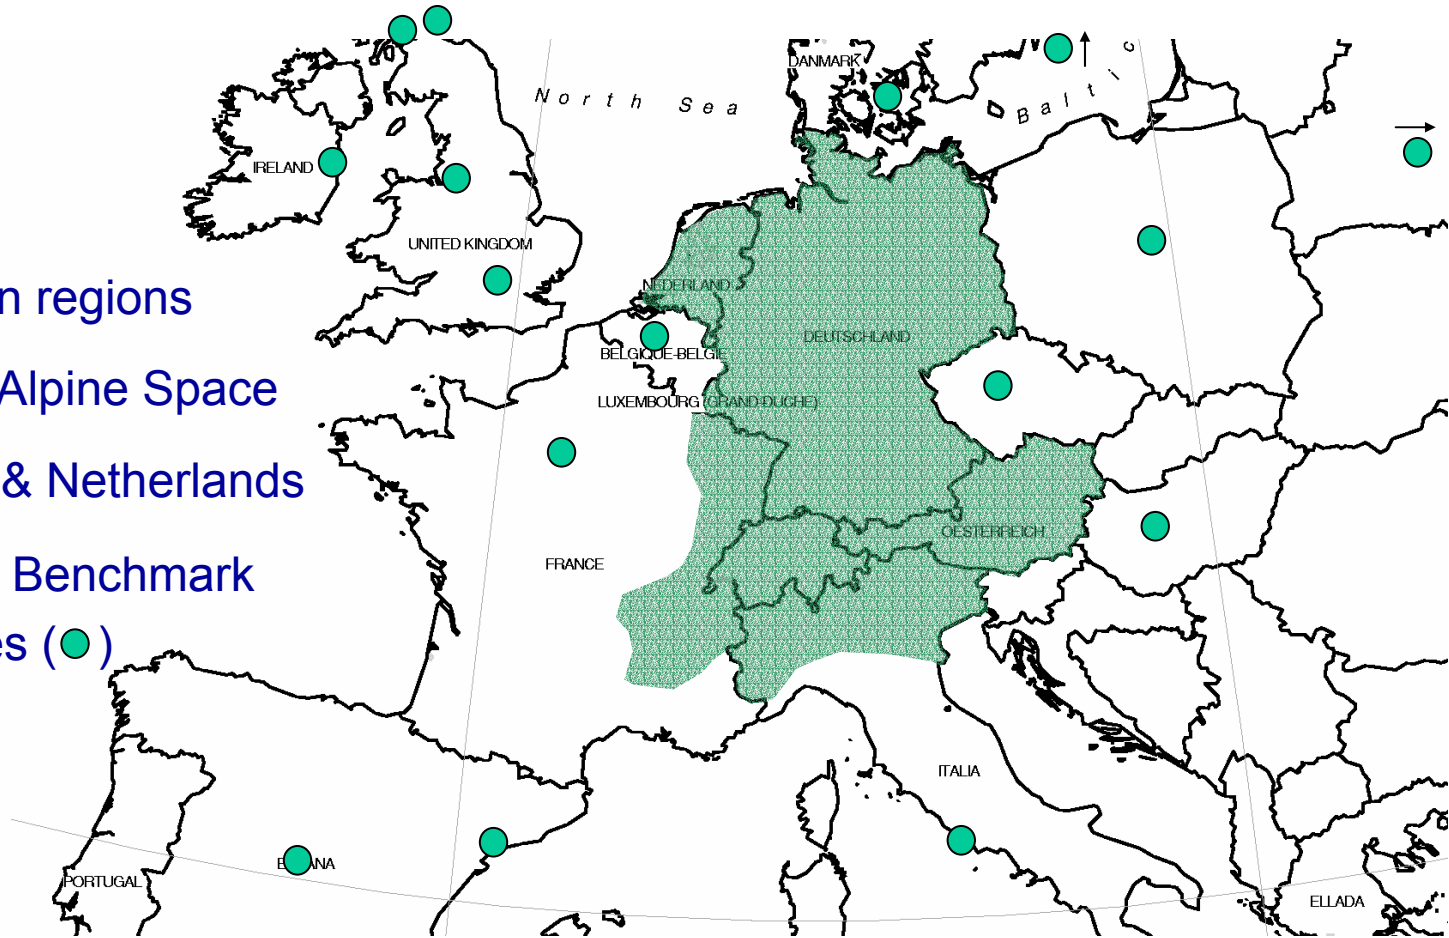 DANMARK
North Sea
Baltic
IRELAND
UNITED KINGDOM
n regions
NEDERLAND
DEUTSCHLAND
BELGIQUE-BELGIE
Alpine Space
LUXEMBOURG (GRAND-DUCHE)
& Netherlands
OESTERREICH
FRANCE
Benchmark
es ( )
ITALIA
E ANA
PORTUGAL
ELLADA